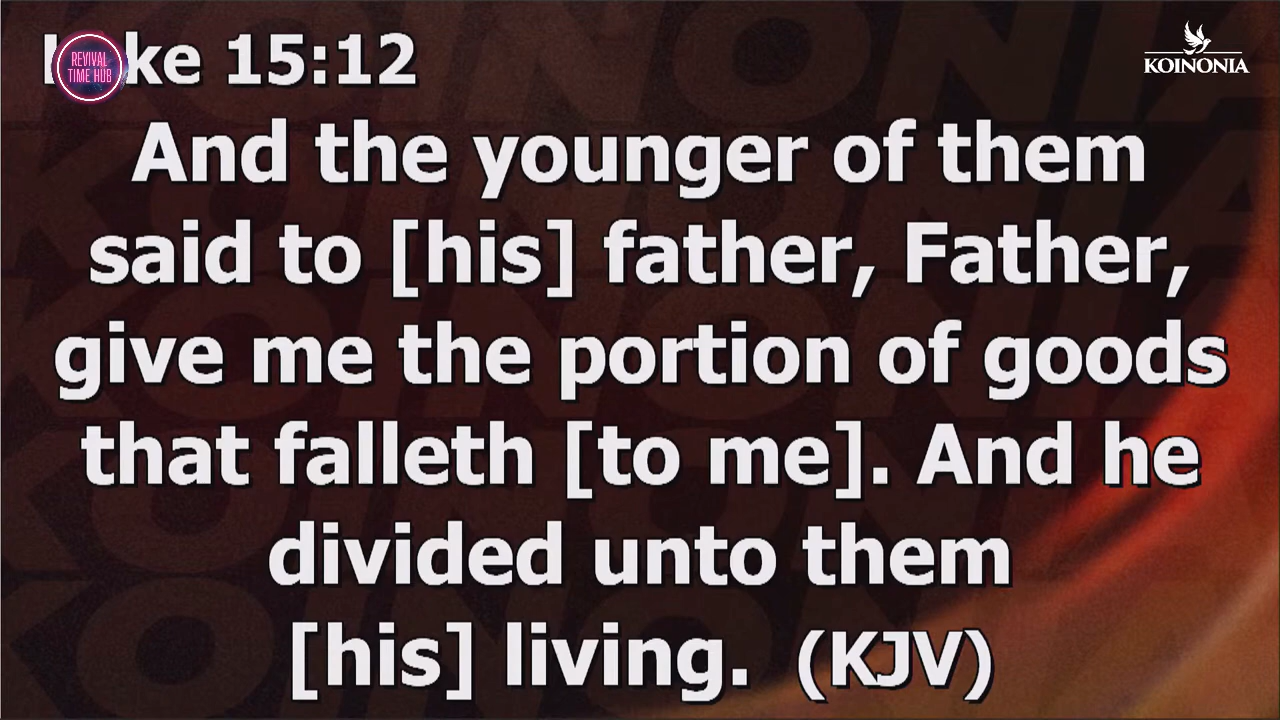 REVIVAL
TIME HUB
ke 15:12
KOINONIA
And the younger of them
said to [his] father, Father,
give me the portion of goods
that falleth [to me]. And he
divided unto them
[his] living. (KJV)